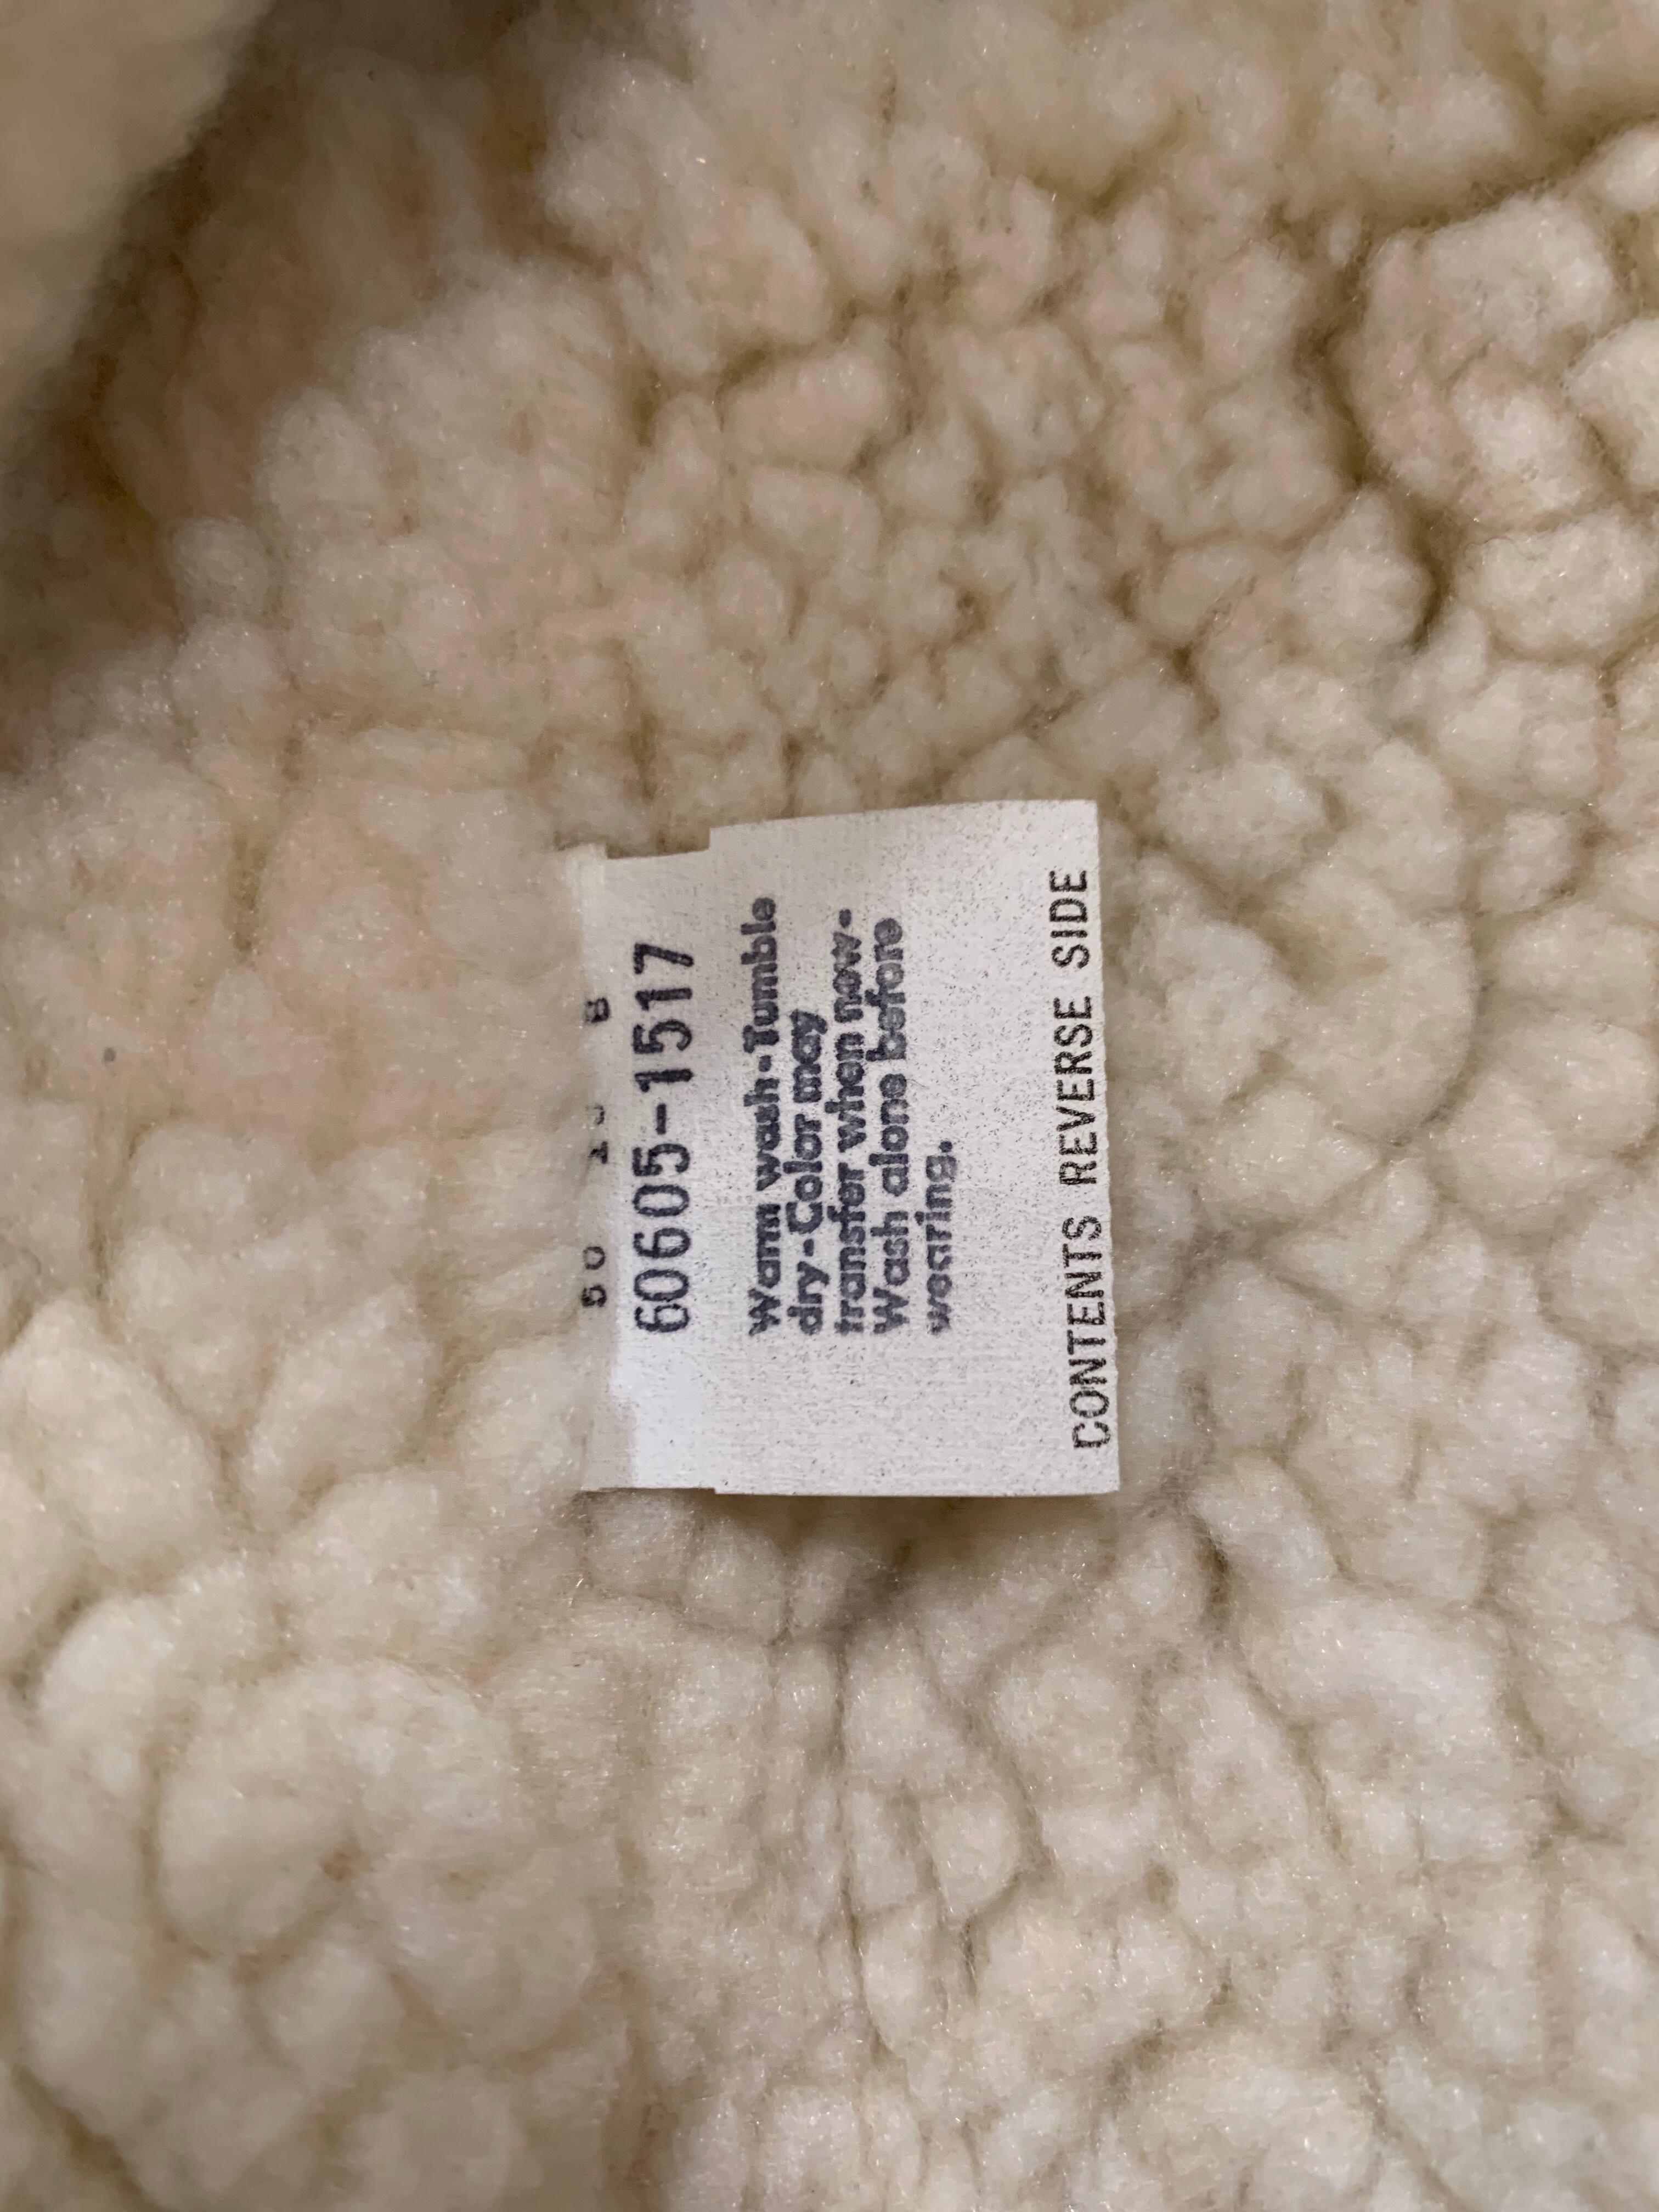 60605-1517
Warm wash-Tumble
dry-Color may
transfer when new-
Wash alone before
wearing.
CONTENTS REVERSE SIDE